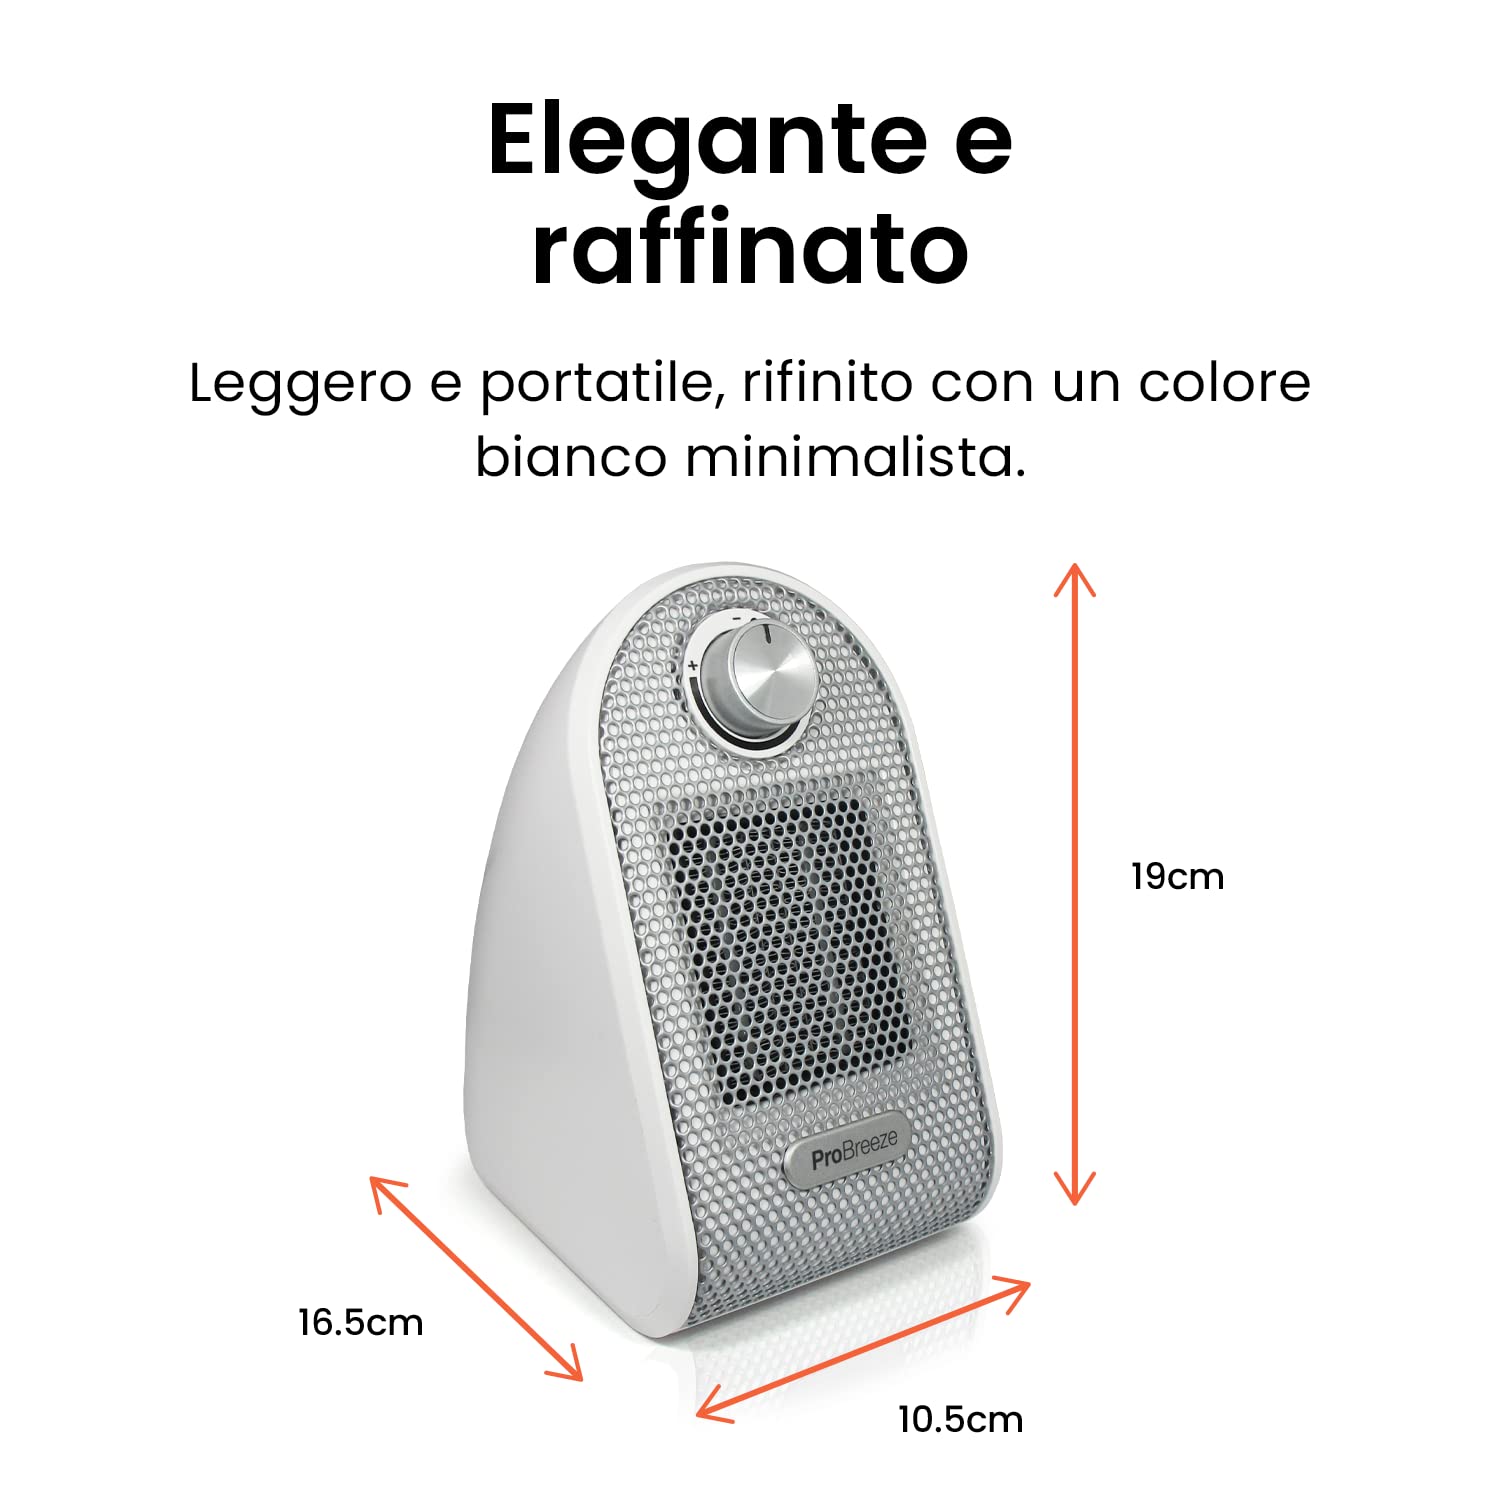 Elegante e
raffinato
Leggero e portatile, rifinito con un colore
bianco minimalista.
- +
ProBreeze
19cm
16.5cm
10.5cm